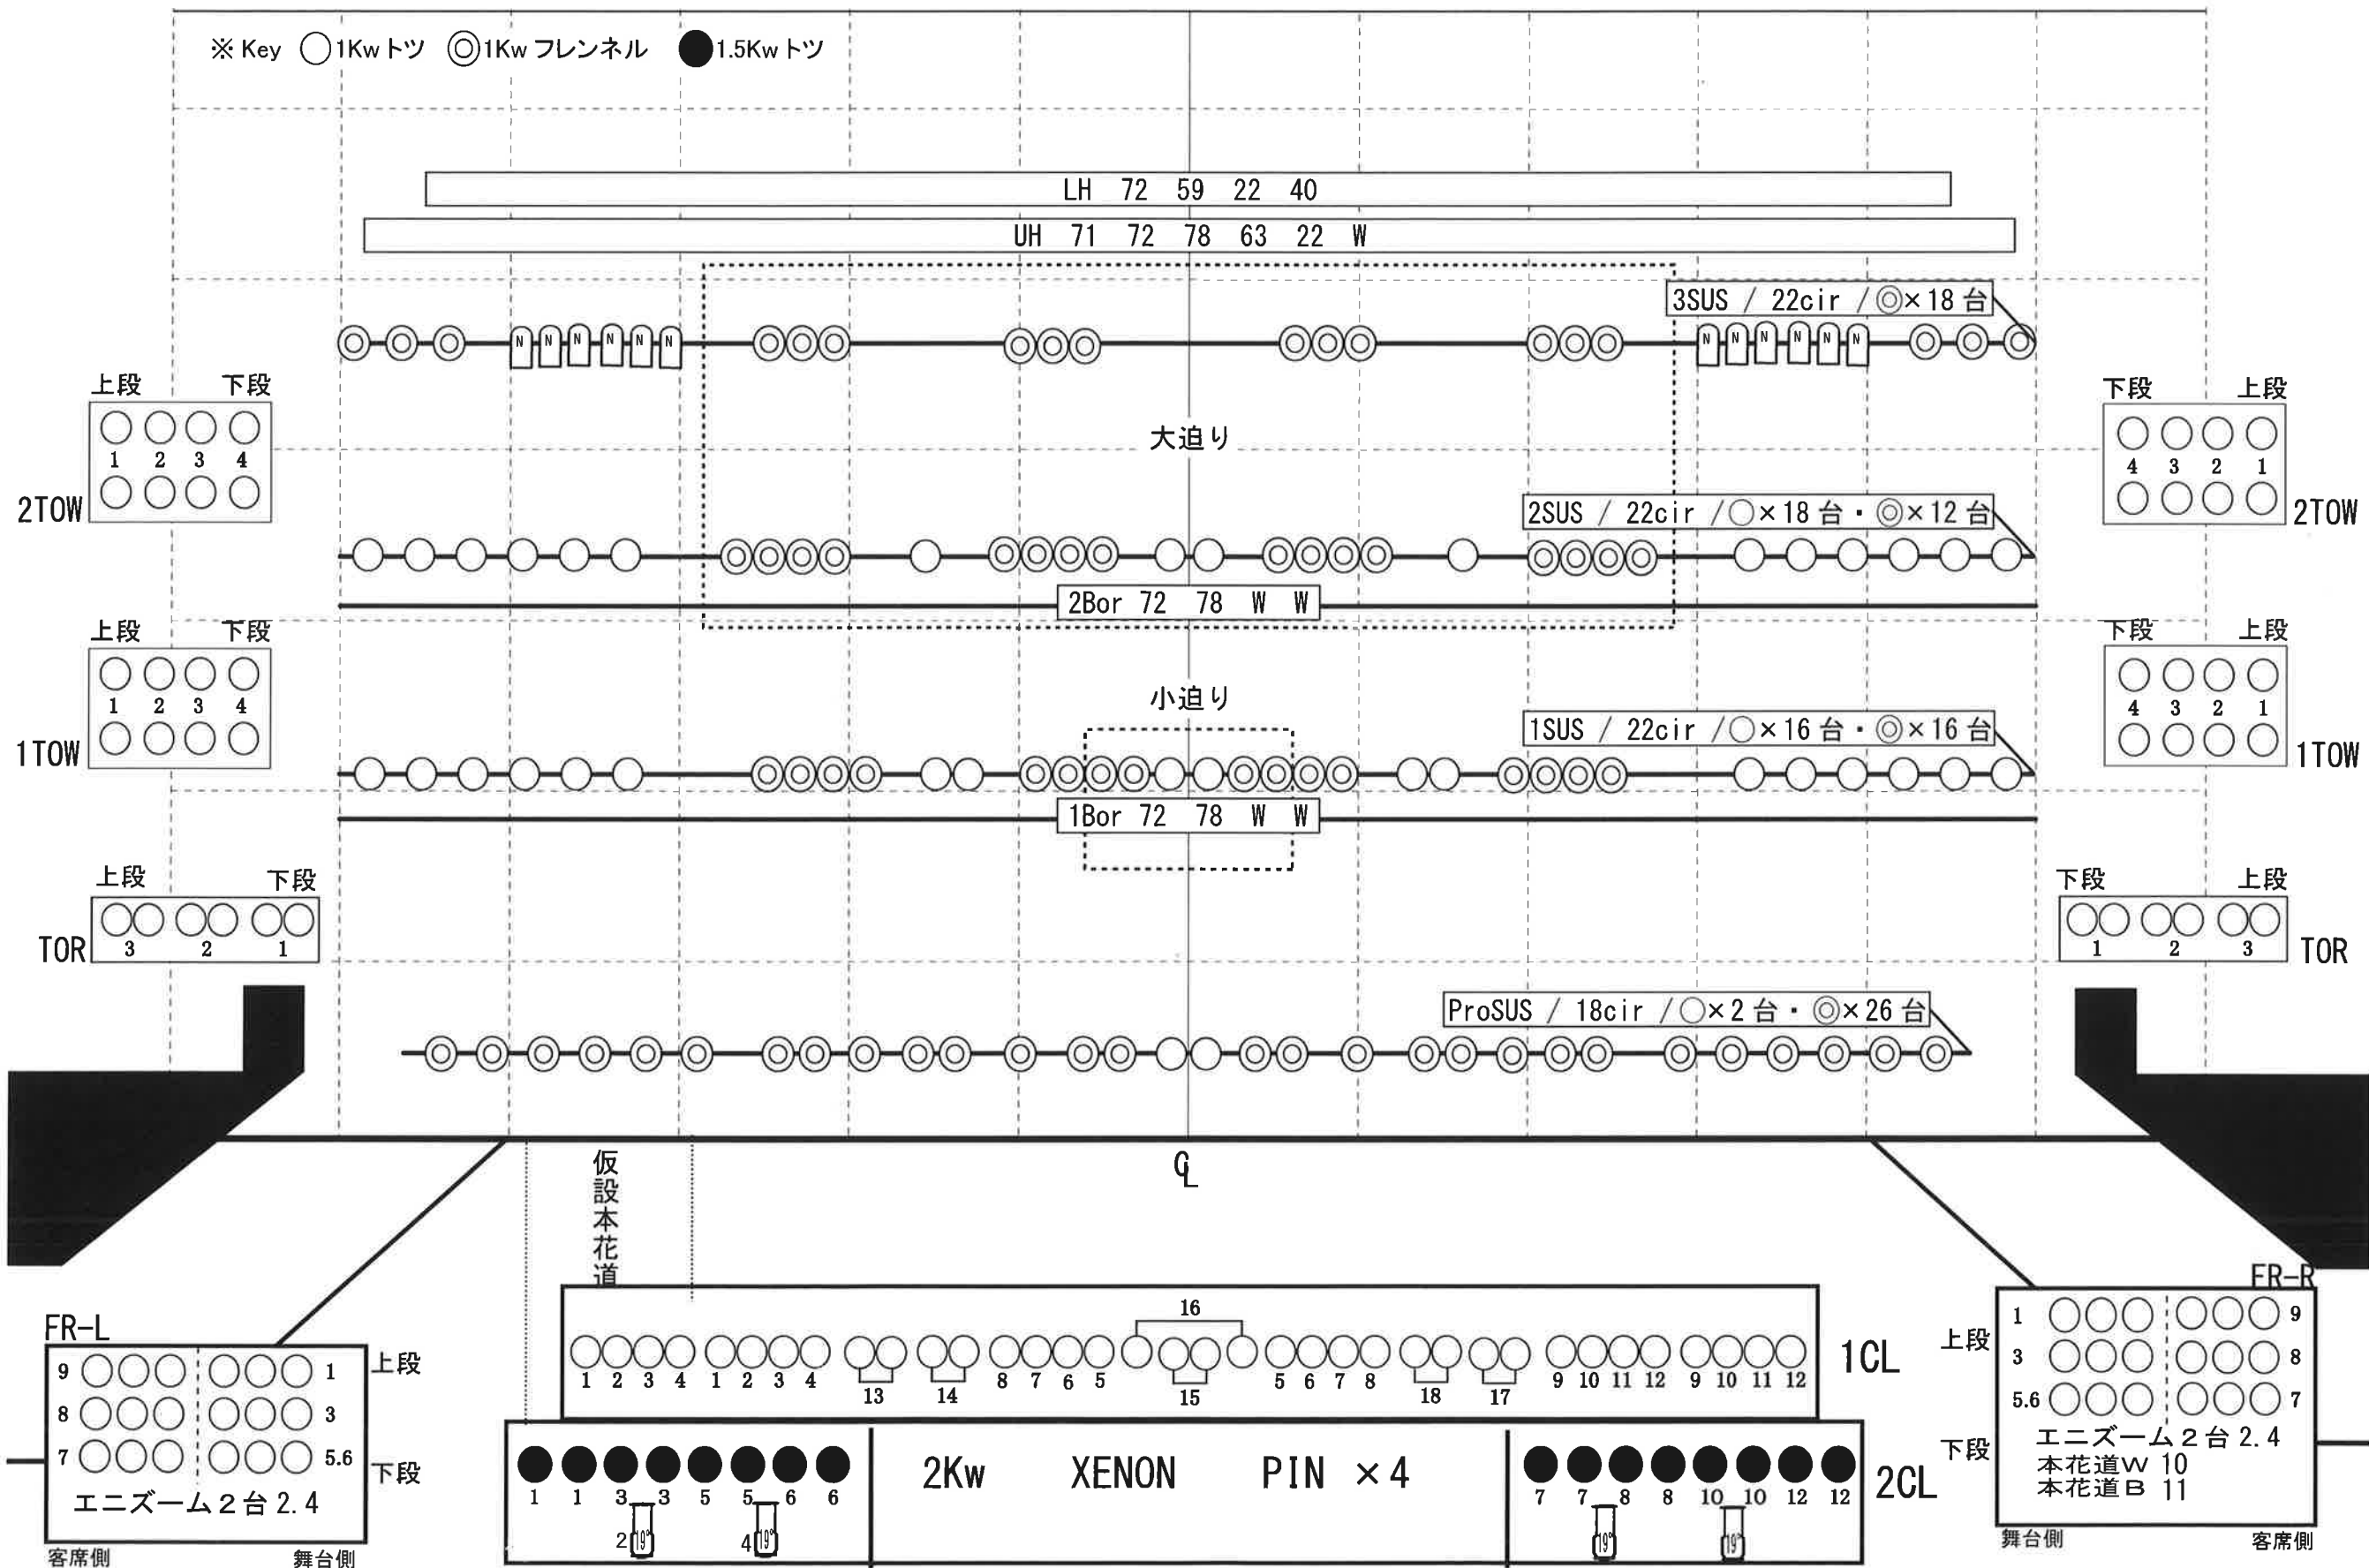 ※ Key ○1Kw トツ ◎1Kw フレンネル ●1.5Kw トツ
LH 72 59 22 40
UH 71 72 78 63 22 W
3SUS / 22cir / ◎×18 台
N N N N N N
N N N N N N
上段 下段
1 2 3 4
2TOW
大迫り
下段 上段
4 3 2 1
2TOW
2SUS / 22cir / ○×18 台・◎×12 台
2Bor 72 78 W W
上段 下段
1 2 3 4
1TOW
小迫り
下段 上段
4 3 2 1
1TOW
1SUS / 22cir / ○×16 台・◎×16 台
1Bor 72 78 W W
上段 下段
3 2 1
TOR
下段 上段
1 2 3
TOR
ProSUS / 18cir / ○×2 台・◎×26 台
仮設本花道
CL
FR-L
9 1 上段
8 3
7 5.6 下段
エニズーム2台 2.4
客席側 舞台側
16
1 2 3 4 1 2 3 4 13 14 8 7 6 5 15 5 6 7 8 18 17 9 10 11 12 9 10 11 12
1CL
1 1 3 3 5 5 6 6
2 19° 4 19°
2Kw XENON PIN ×4
7 7 8 8 10 10 12 12
19° 19°
2CL
FR-R
上段 1 9
3 8
5.6 7
下段
エニズーム2台 2.4
本花道W 10
本花道B 11
舞台側 客席側